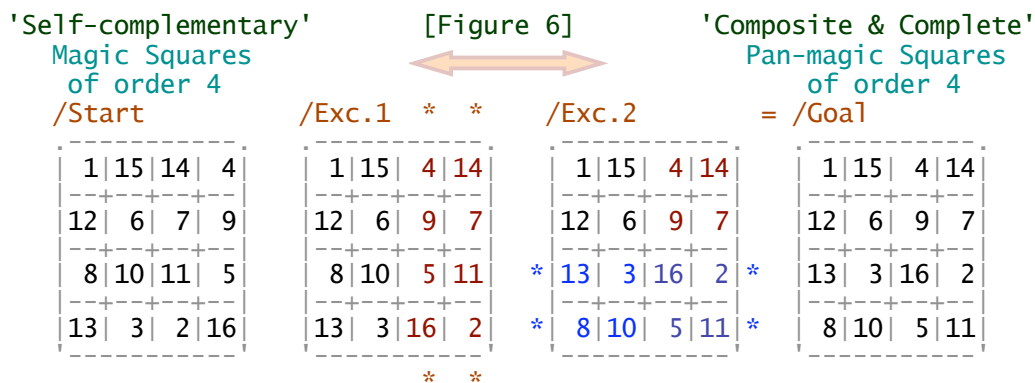 'Self-complementary' [Figure 6] 'Composite & Complete'
Magic Squares Pan-magic Squares
of order 4 of order 4
/Start /Exc.1 * * /Exc.2 = /Goal
.-----------. .-----------. .-----------. .-----------.
| 1|15|14| 4| | 1|15| 4|14| | 1|15| 4|14| | 1|15| 4|14|
|--+--+--+--| |--+--+--+--| |--+--+--+--| |--+--+--+--|
|12| 6| 7| 9| |12| 6| 9| 7| |12| 6| 9| 7| |12| 6| 9| 7|
|--+--+--+--| |--+--+--+--| |--+--+--+--| |--+--+--+--|
| 8|10|11| 5| | 8|10| 5|11| *|13| 3|16| 2|* |13| 3|16| 2|
|--+--+--+--| |--+--+--+--| |--+--+--+--| |--+--+--+--|
|13| 3| 2|16| |13| 3|16| 2| *| 8|10| 5|11|* | 8|10| 5|11|
'-----------' '-----------' '-----------' '-----------'
* *